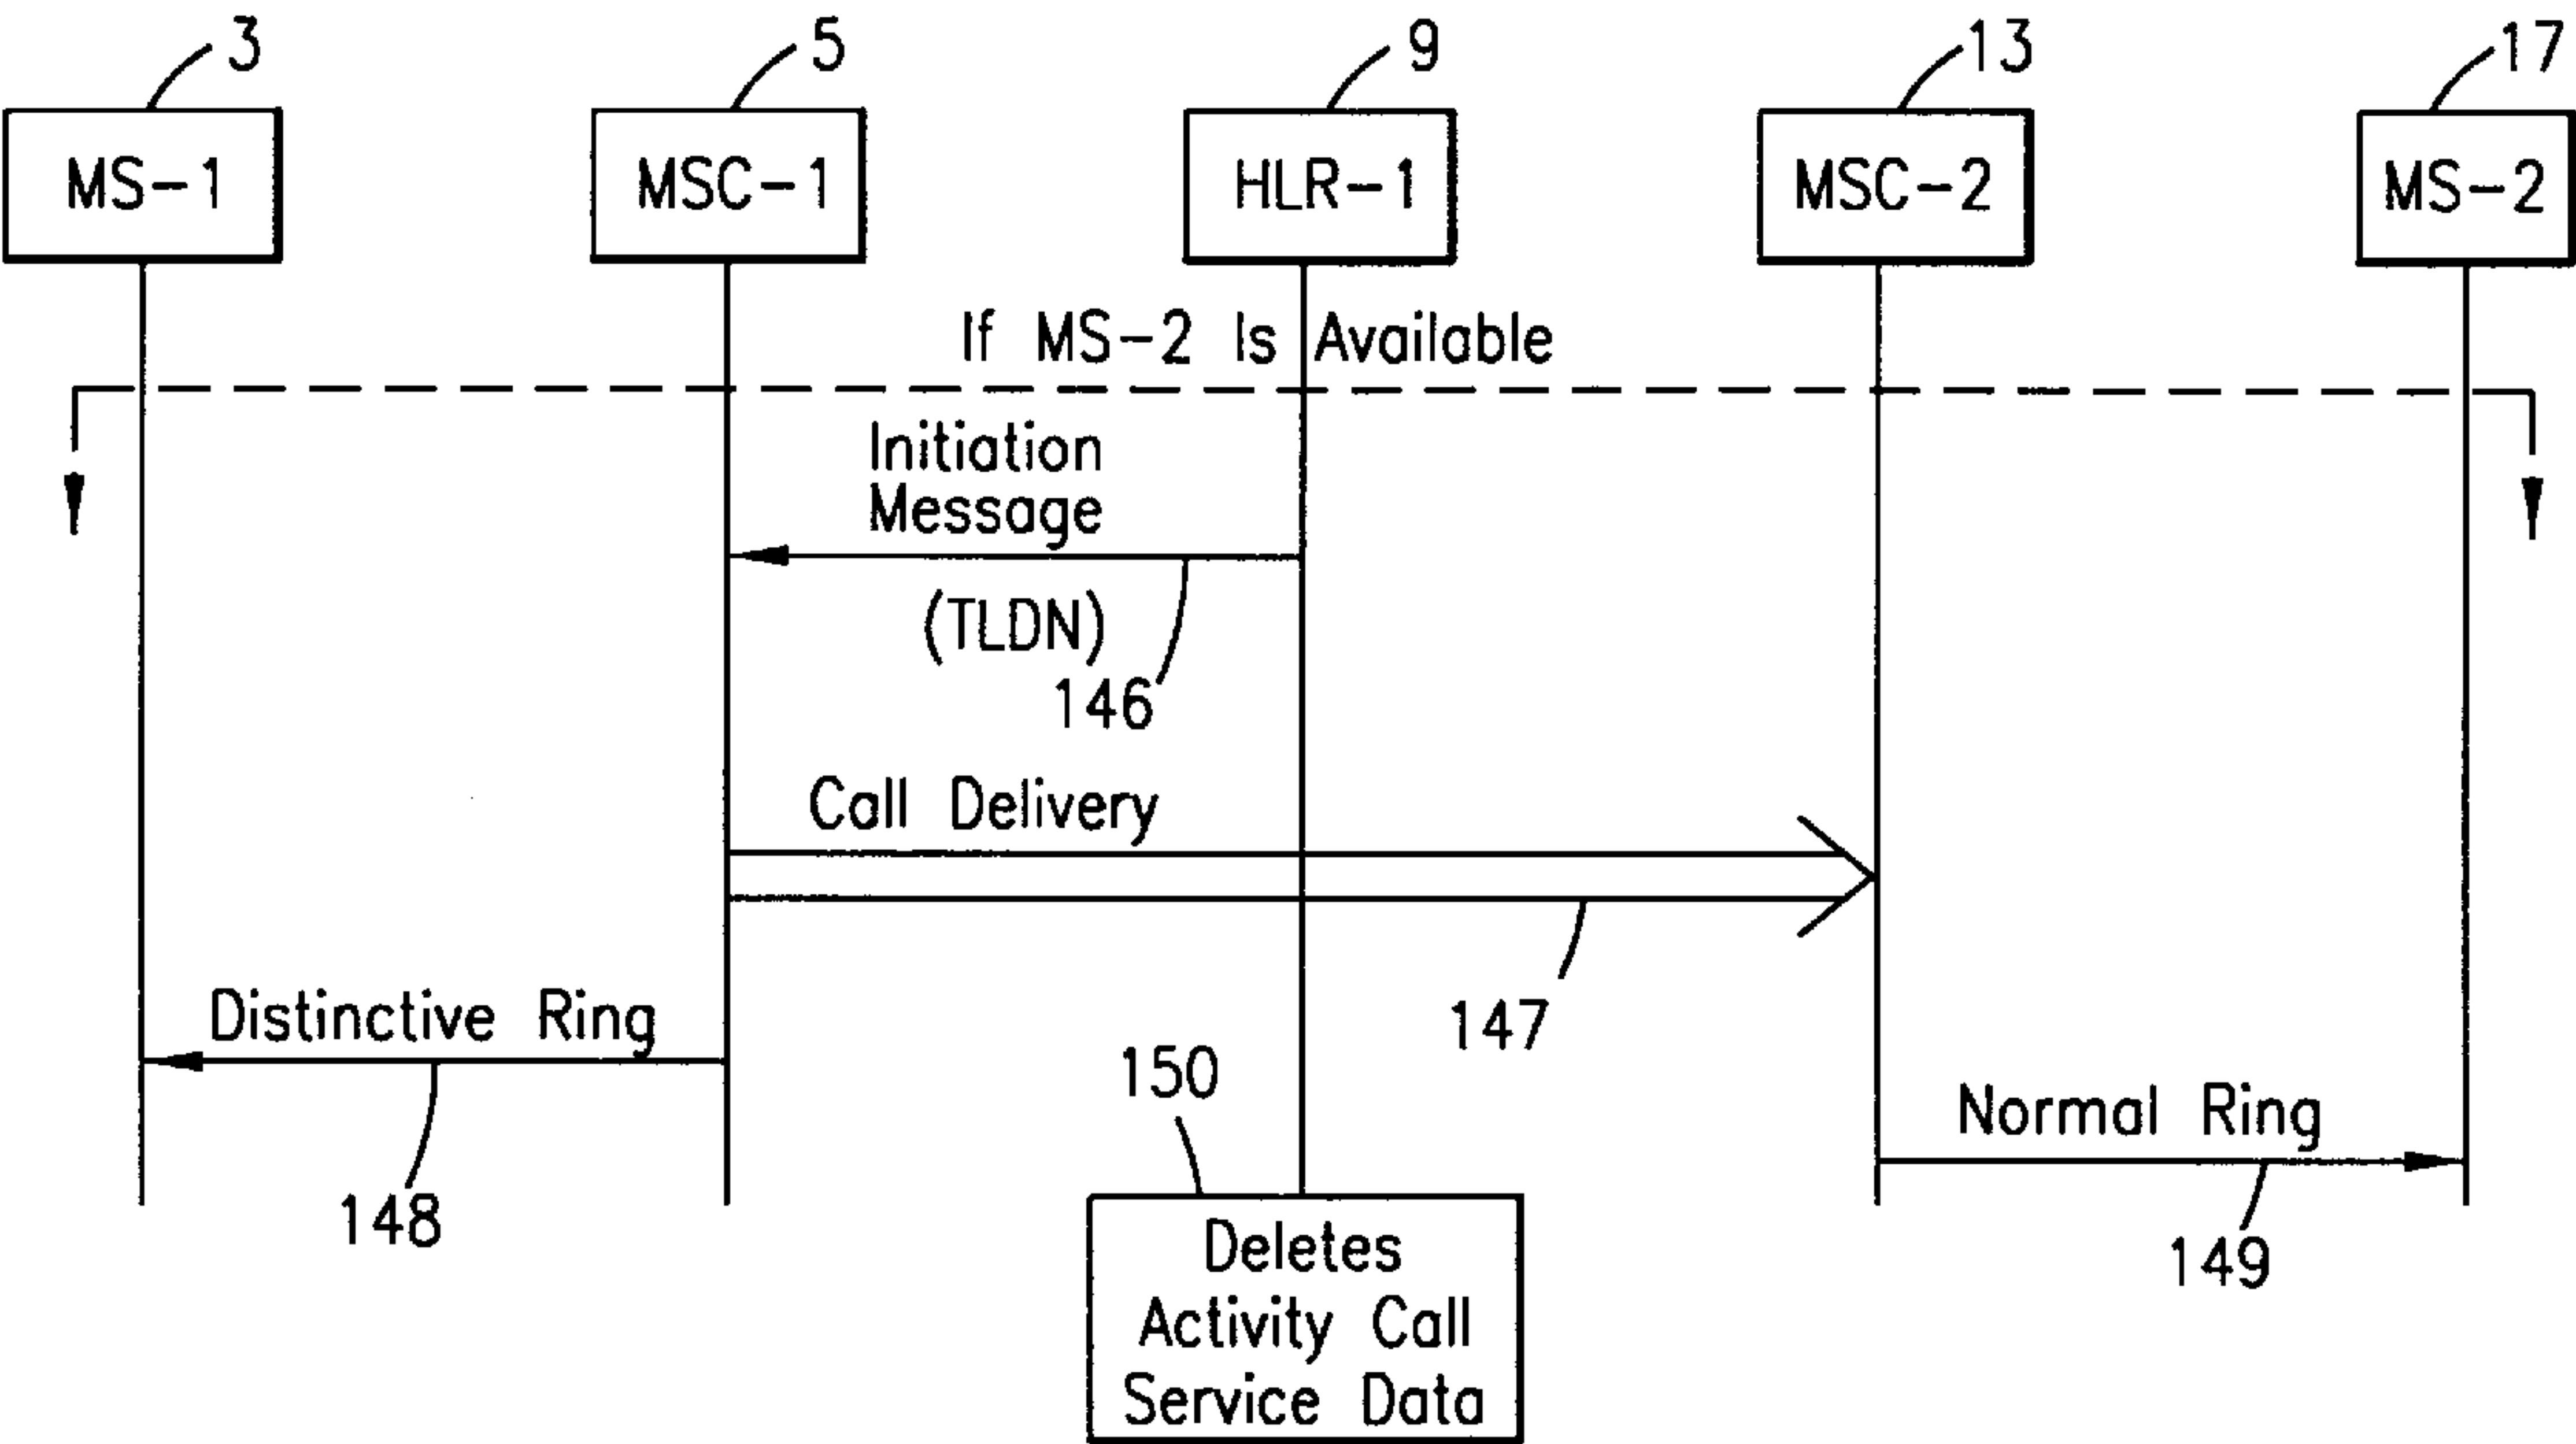 3
5
9
13
17
MS-1
MSC-1
HLR-1
MSC-2
MS-2
If MS-2 Is Available
Initiation
Message
(TLDN)
146
Call Delivery
147
Distinctive Ring
148
150
Normal Ring
149
Deletes
Activity Call
Service Data